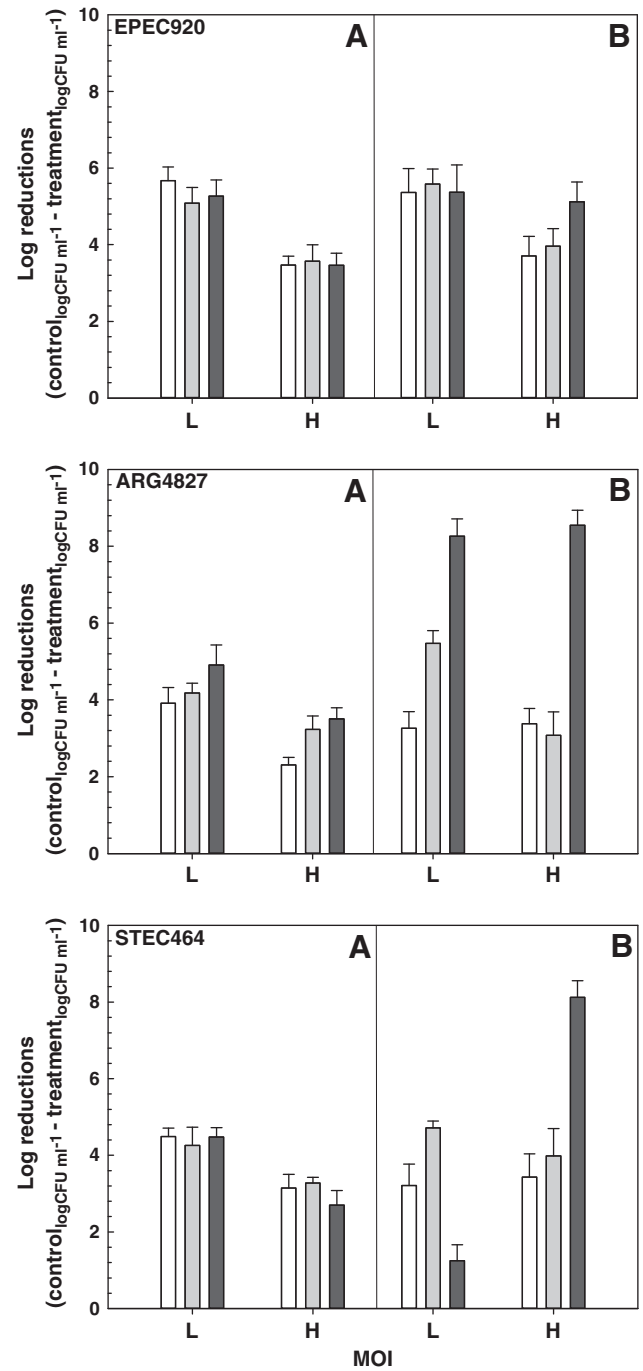 EPEC920
A
B
Log reductions
(control logCFU ml-1 - treatment logCFU ml-1)
10
8
6
4
2
0
L
H
L
H
ARG4827
A
B
Log reductions
(control logCFU ml-1 - treatment logCFU ml-1)
10
8
6
4
2
0
L
H
L
H
STEC464
A
B
Log reductions
(control logCFU ml-1 - treatment logCFU ml-1)
10
8
6
4
2
0
L
H
L
H
MOI